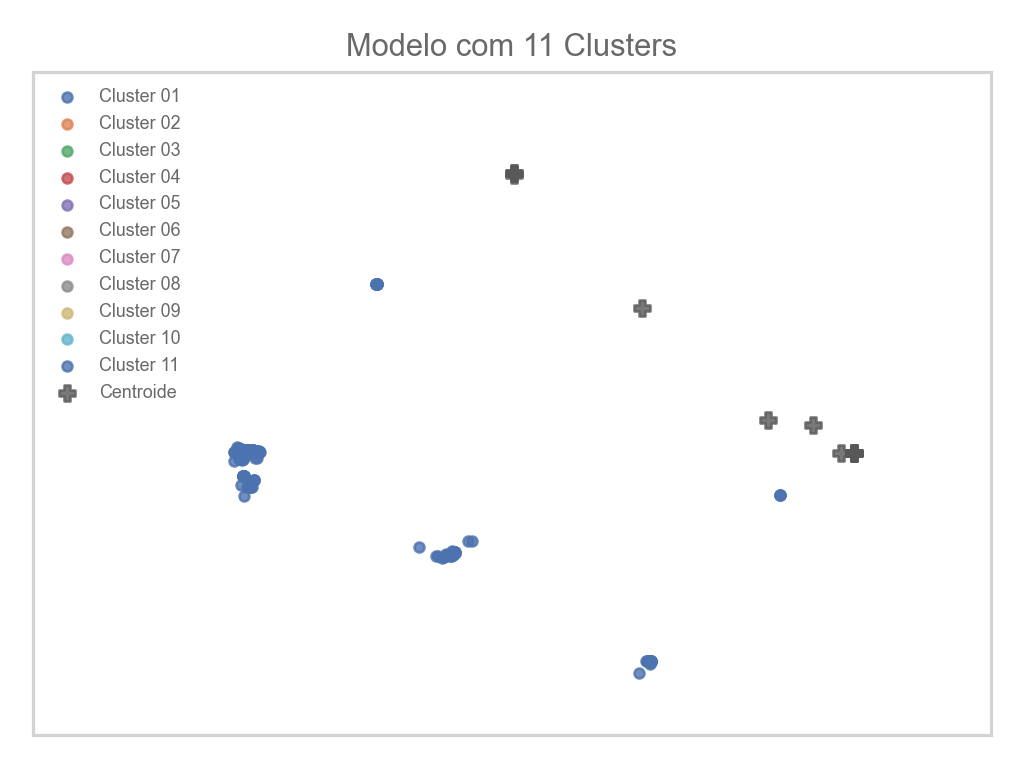 Modelo com 11 Clusters
Cluster 01
Cluster 02
Cluster 03
Cluster 04
Cluster 05
Cluster 06
Cluster 07
Cluster 08
Cluster 09
Cluster 10
Cluster 11
Centroide